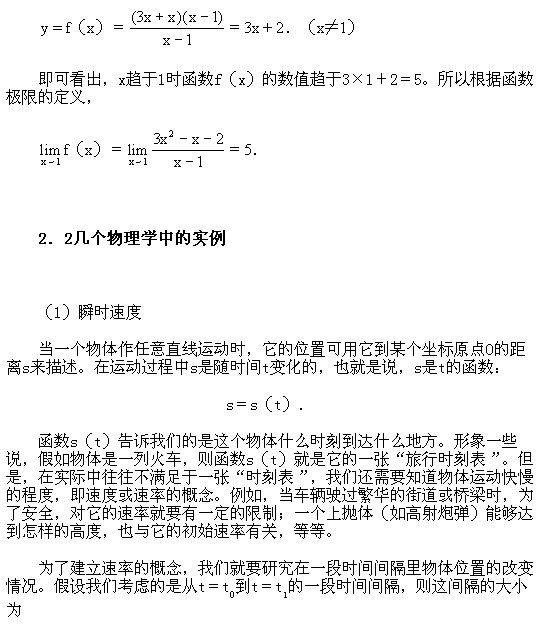 y＝f（x）＝(3x＋x)(x－1)/x－1＝3x＋2．（x≠1）
即可看出，x趋于1时函数f（x）的数值趋于3×1＋2＝5。所以根据函数
极限的定义，
lim x→1 f（x）＝lim x→1 3x²－x－2/x－1＝5.
2．2几个物理学中的实例
（1）瞬时速度
当一个物体作任意直线运动时，它的位置可用它到某个坐标原点O的距
离s来描述。在运动过程中s是随时间t变化的，也就是说，s是t的函数：
s＝s（t）.
函数s（t）告诉我们的是这个物体什么时刻到达什么地方。形象一些
说，假如物体是一列火车，则函数s（t）就是它的一张“旅行时刻表”。但
是，在实际中往往不满足于一张“时刻表”，我们还需要知道物体运动快慢
的程度，即速度或速率的概念。例如，当车辆驶过繁华的街道或桥梁时，为
了安全，对它的速率就要有一定的限制；一个上抛体（如高射炮弹）能够达
到怎样的高度，也与它的初始速率有关，等等。
为了建立速率的概念，我们就要研究在一段时间间隔里物体位置的改变
情况。假设我们考虑的是从t＝t₀到t＝t₁的一段时间间隔，则这间隔的大小
为